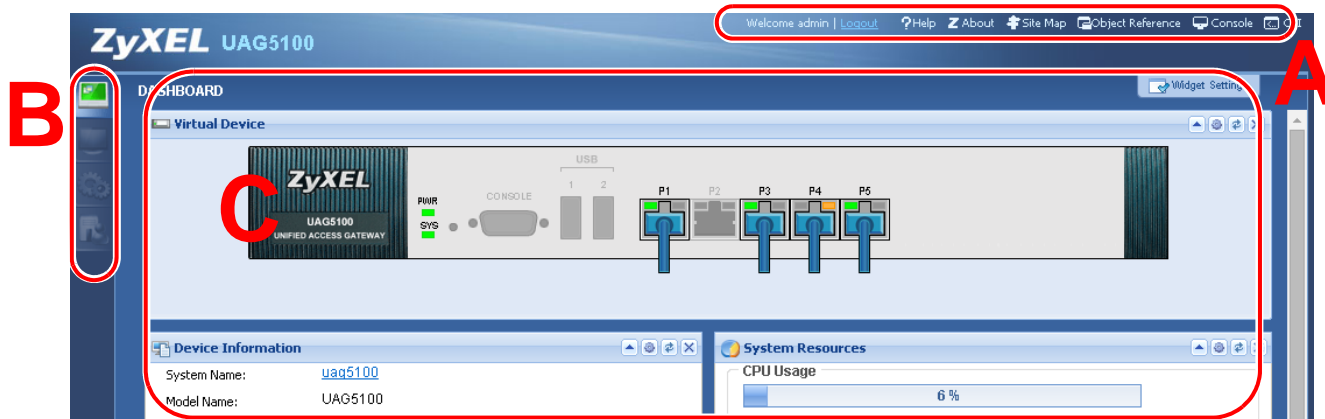 Welcome admin | Logout ?Help Z About Site Map Object Reference Console CLI
ZyXEL UAG5100
A
B
DASHBOARD
Widget Settings
Virtual Device
C
ZyXEL
UAG5100
UNIFIED ACCESS GATEWAY
PWR
SYS
CONSOLE
USB
1 2
P1 P2 P3 P4 P5
Device Information
System Name: uag5100
Model Name: UAG5100
System Resources
CPU Usage
6 %